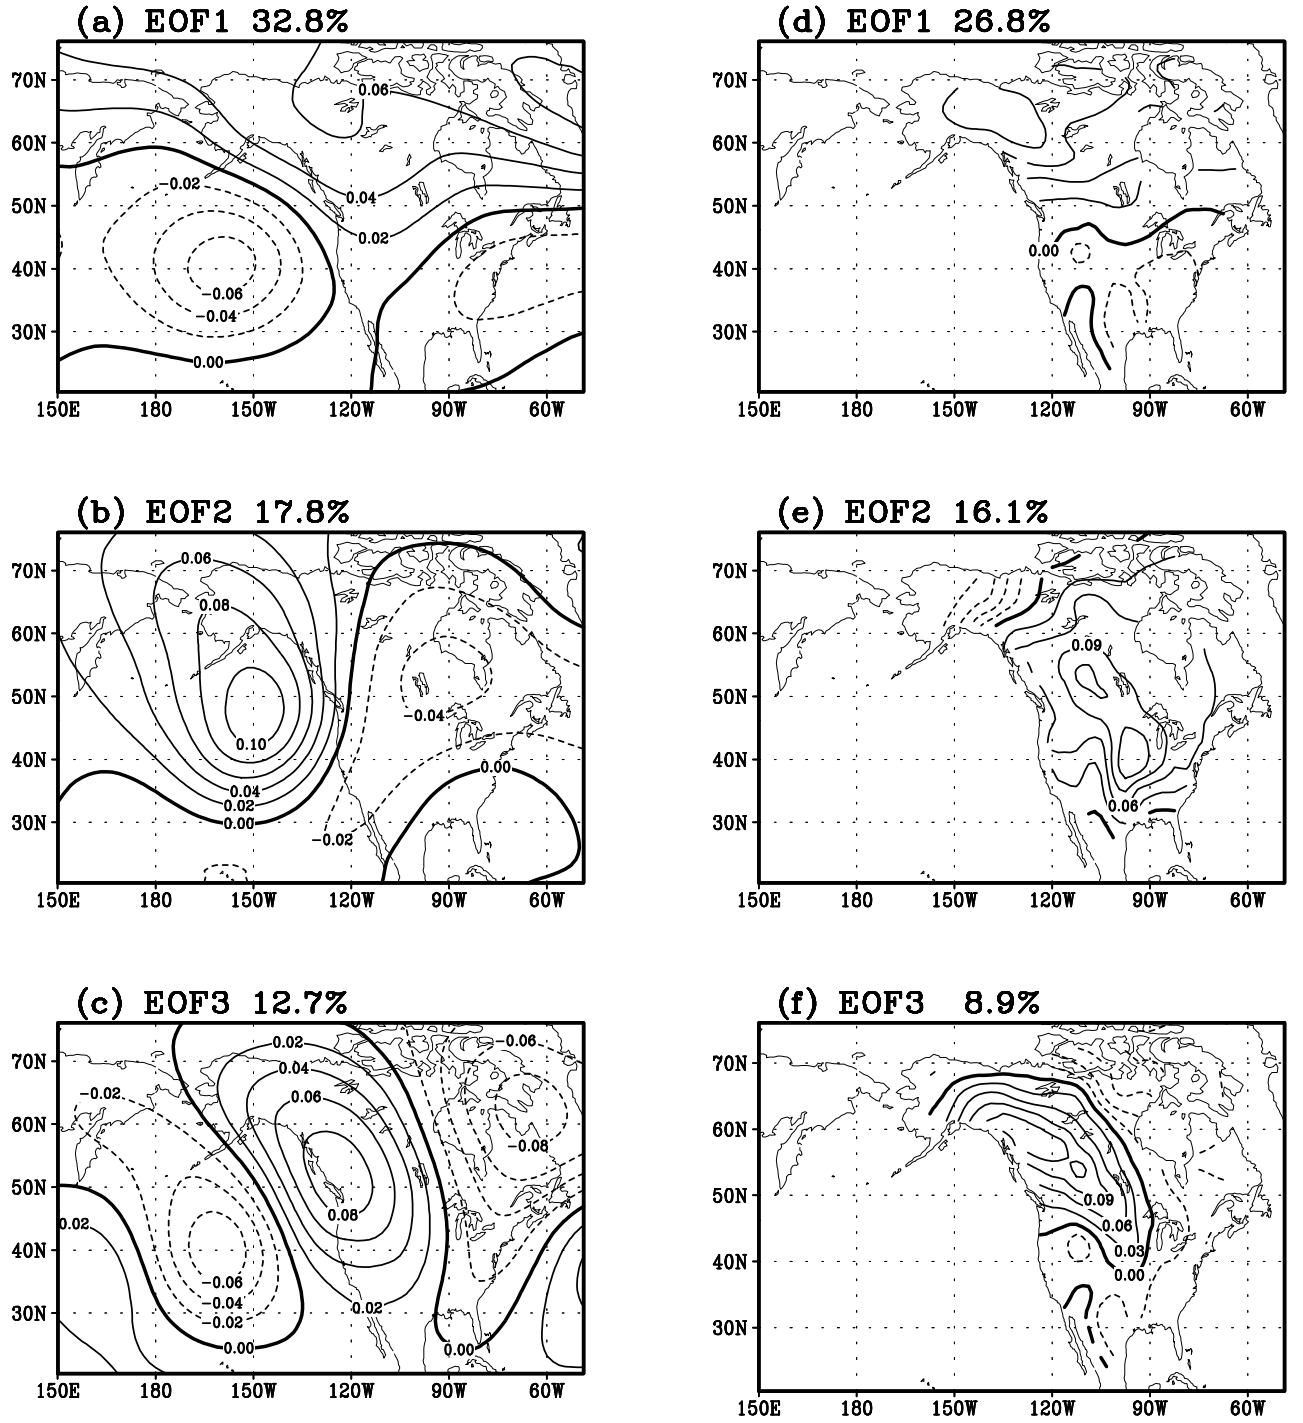 (a) EOF1 32.8%
70N
60N
50N
40N
30N
0.06
0.04
0.02
−0.02
−0.06
−0.04
0.00
150E 180 150W 120W 90W 60W
(d) EOF1 26.8%
70N
60N
50N
40N
30N
0.00
150E 180 150W 120W 90W 60W
(b) EOF2 17.8%
70N
60N
50N
40N
30N
0.06
0.08
−0.04
0.10
0.00
0.04
0.02
0.00
−0.02
150E 180 150W 120W 90W 60W
(e) EOF2 16.1%
70N
60N
50N
40N
30N
0.09
0.06
150E 180 150W 120W 90W 60W
(c) EOF3 12.7%
70N
60N
50N
40N
30N
0.02
−0.06
0.04
−0.02
0.06
−0.08
0.02
0.08
−0.06
−0.04
0.02
−0.02
0.00
0.00
150E 180 150W 120W 90W 60W
(f) EOF3 8.9%
70N
60N
50N
40N
30N
0.09
0.06
0.03
0.00
150E 180 150W 120W 90W 60W